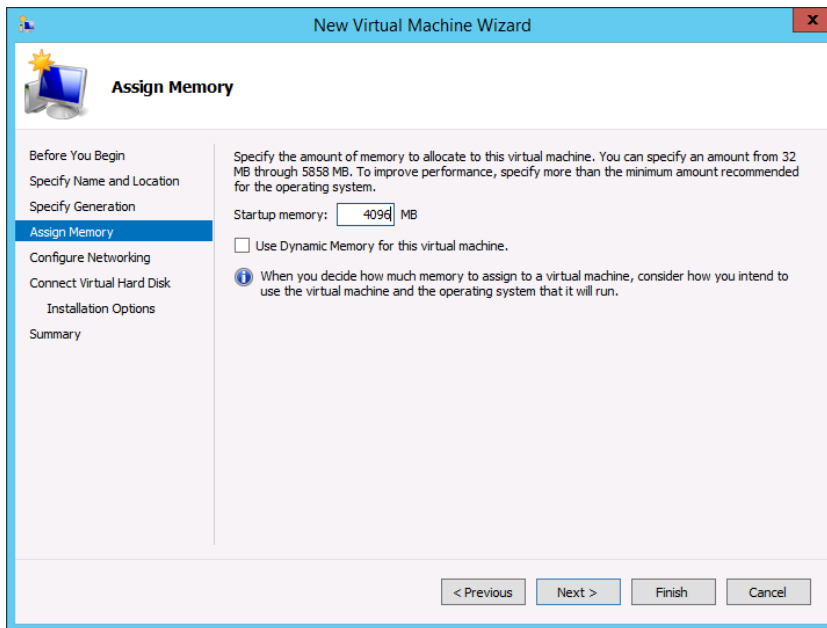 New Virtual Machine Wizard
x
Assign Memory
Before You Begin
Specify Name and Location
Specify Generation
Assign Memory
Configure Networking
Connect Virtual Hard Disk
Installation Options
Summary
Specify the amount of memory to allocate to this virtual machine. You can specify an amount from 32
MB through 5858 MB. To improve performance, specify more than the minimum amount recommended
for the operating system.
Startup memory: 4096 MB
Use Dynamic Memory for this virtual machine.
When you decide how much memory to assign to a virtual machine, consider how you intend to
use the virtual machine and the operating system that it will run.
< Previous Next > Finish Cancel